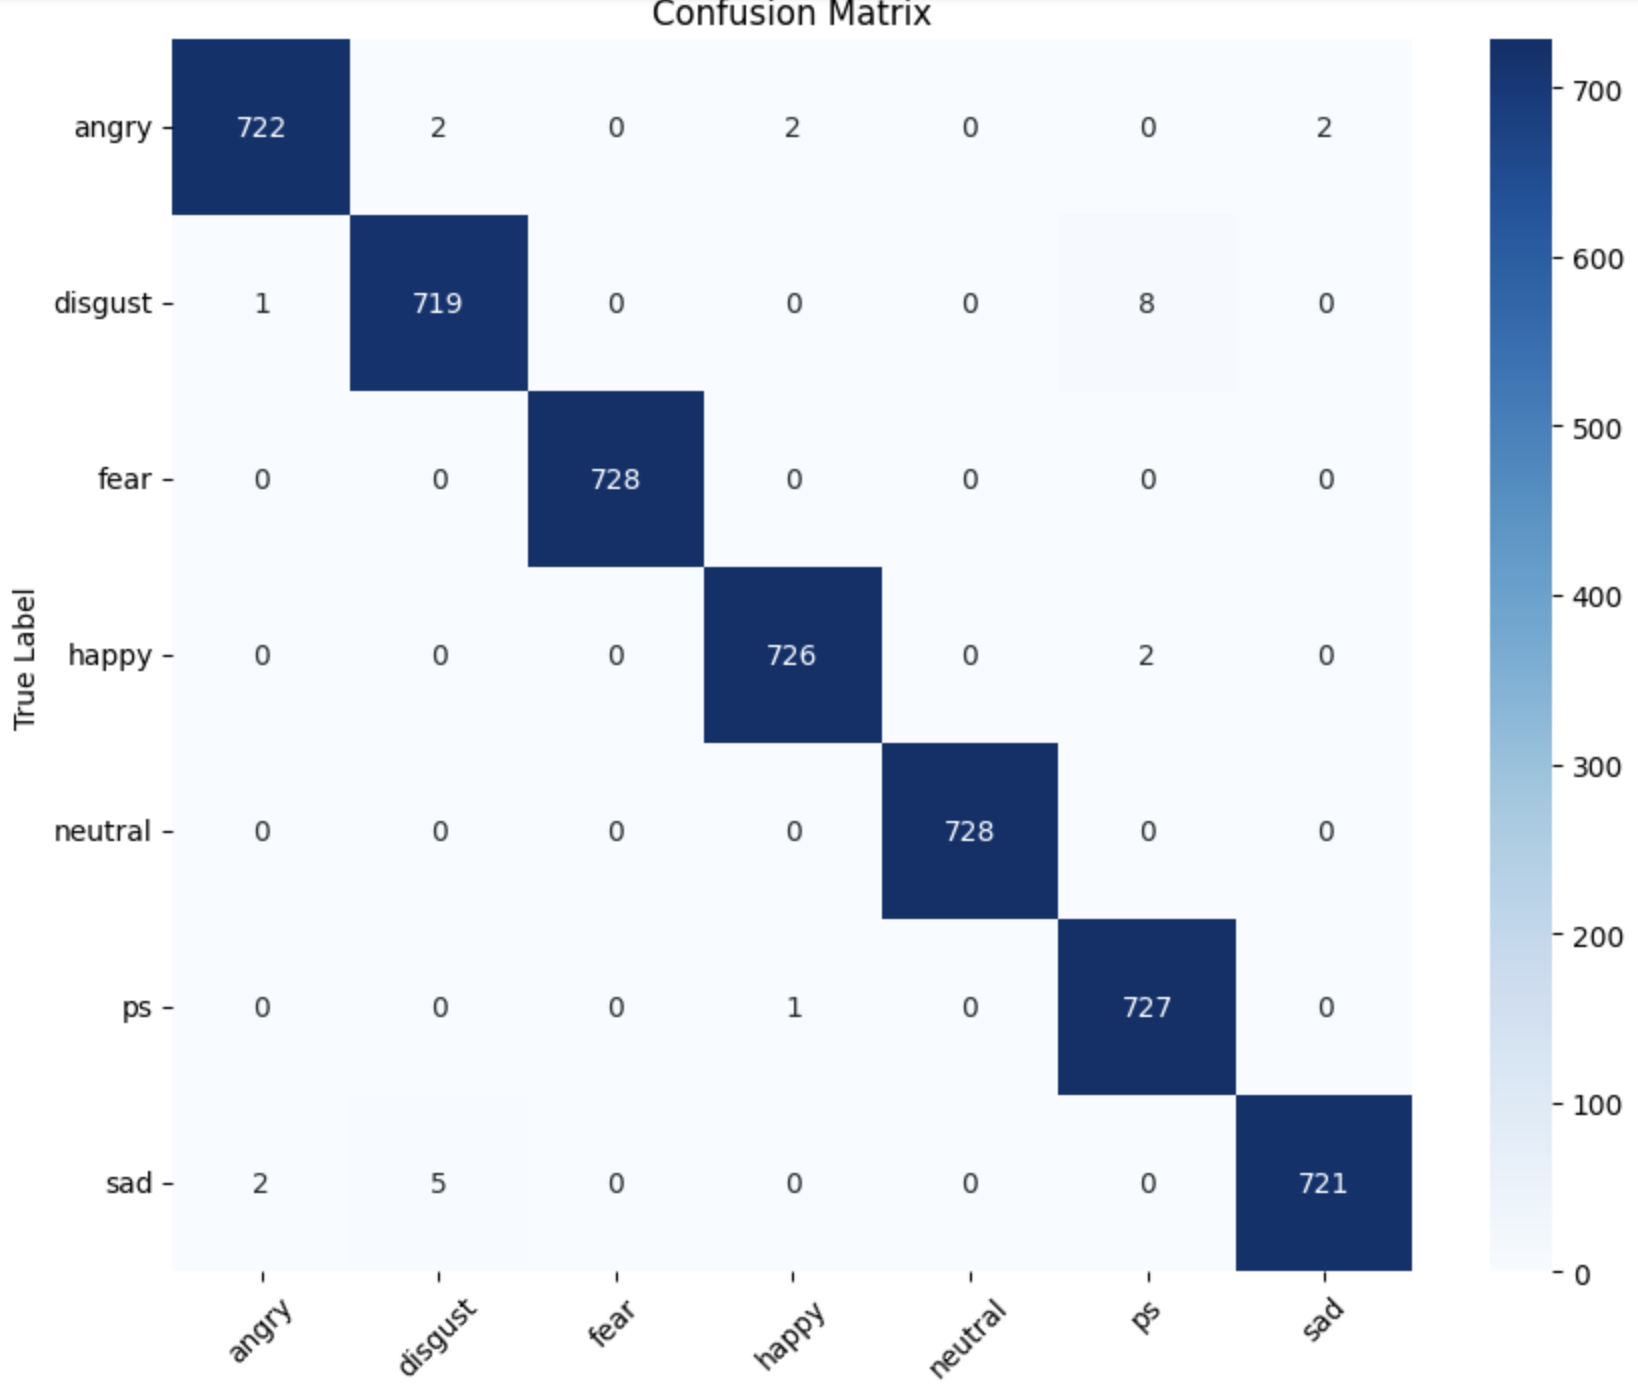 Confusion Matrix
angry 722 2 0 2 0 0 2
disgust 1 719 0 0 0 8 0
fear 0 0 728 0 0 0 0
happy 0 0 0 726 0 2 0
neutral 0 0 0 0 728 0 0
ps 0 0 0 1 0 727 0
sad 2 5 0 0 0 0 721
True Label
angry disgust fear happy neutral ps sad
700
600
500
400
300
200
100
0